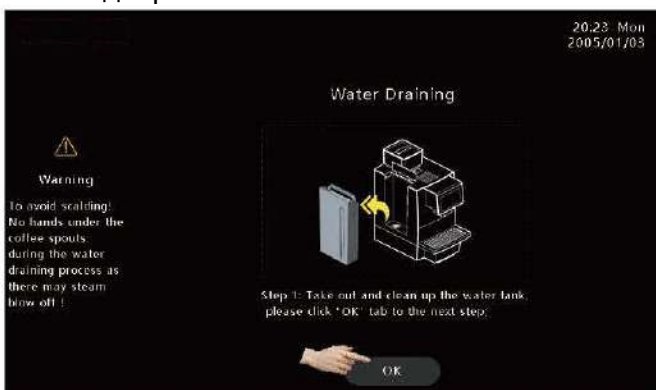 20:23 Mon
2005/01/03
Water Draining
Warning
To avoid scalding!
No hands under the
coffee spouts
during the water
draining process as
there may steam
blow off !
Step 1: Take out and clean up the water tank,
please click "OK" tab to the next step;
OK